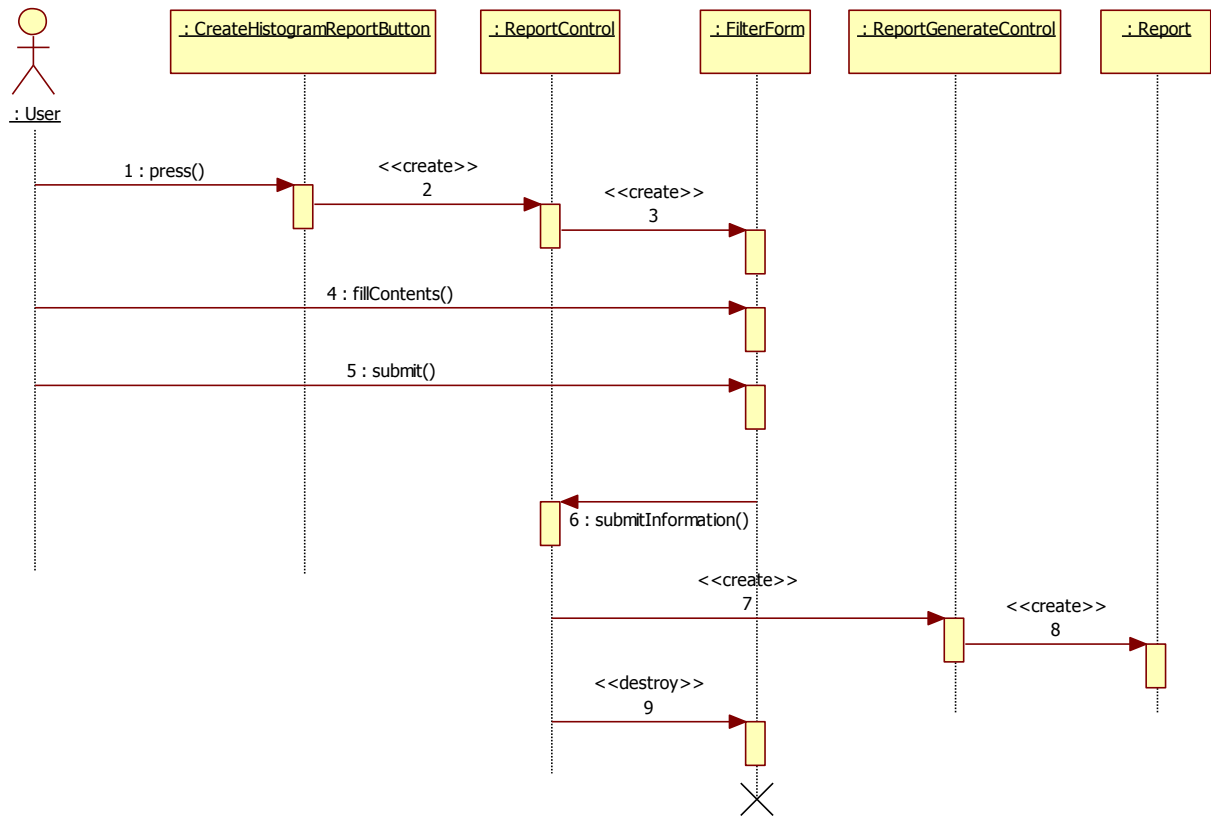 : CreateHistogramReportButton
: ReportControl
: FilterForm
: ReportGenerateControl
: Report
: User
1 : press()
<<create>>
2
<<create>>
3
4 : fillContents()
5 : submit()
6 : submitInformation()
<<create>>
7
<<create>>
8
<<destroy>>
9